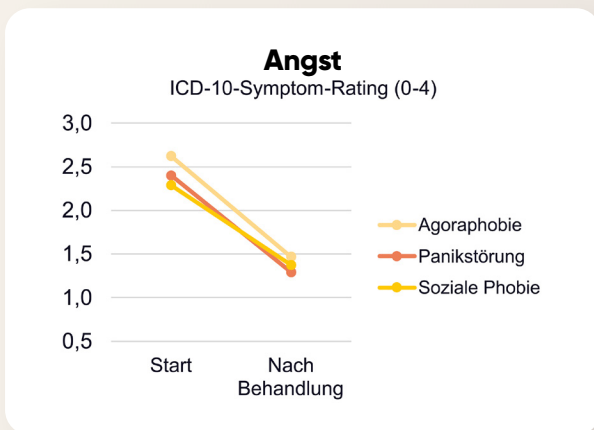 Angst
ICD-10-Symptom-Rating (0-4)
3,0
2,5
2,0
1,5
1,0
0,5
Start
Nach
Behandlung
Agoraphobie
Panikstörung
Soziale Phobie